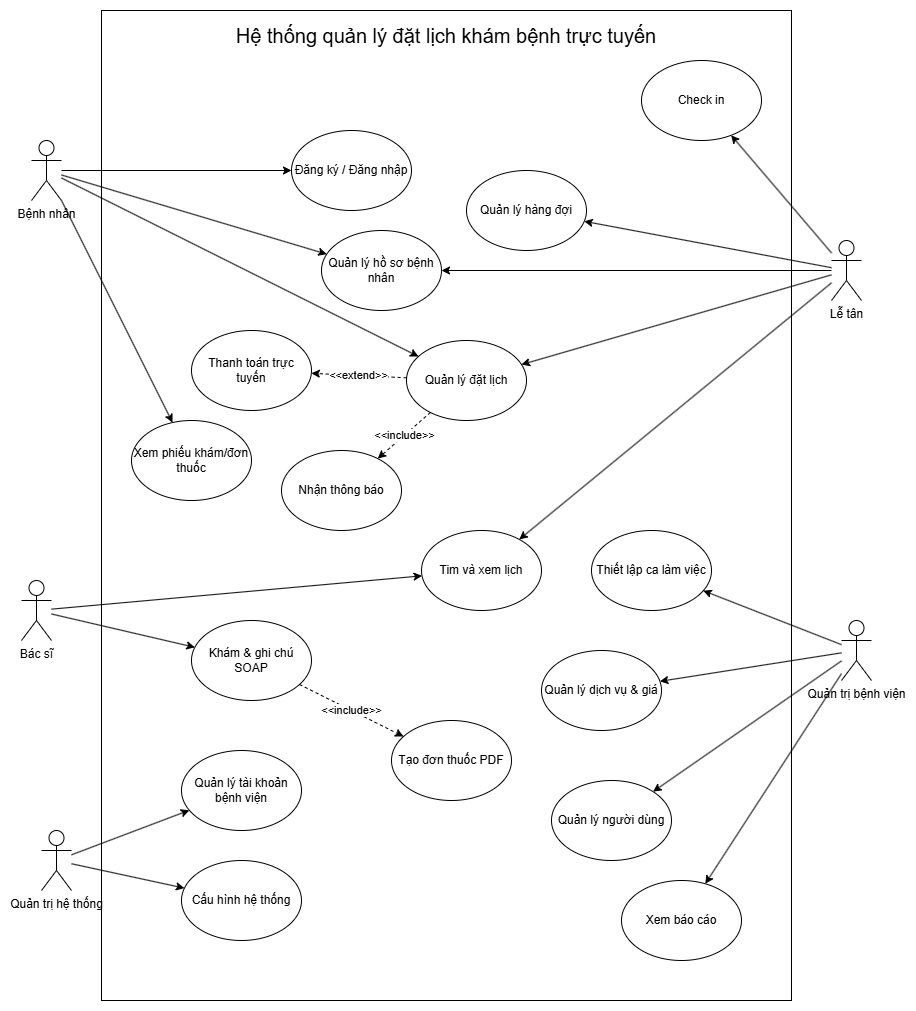 Hệ thống quản lý đặt lịch khám bệnh trực tuyến
Check in
Đăng ký / Đăng nhập
Bệnh nhân
Quản lý hàng đợi
Quản lý hồ sơ bệnh
nhân
Lễ tân
Thanh toán trực
tuyến
<<extend>>
Quản lý đặt lịch
<<include>>
Xem phiếu khám/đơn
thuốc
Nhận thông báo
Tìm và xem lịch
Thiết lập ca làm việc
Bác sĩ
Khám & ghi chú
SOAP
<<include>>
Quản lý dịch vụ & giá
Quản trị bệnh viện
Tạo đơn thuốc PDF
Quản lý tài khoản
bệnh viện
Quản lý người dùng
Quản trị hệ thống
Cấu hình hệ thống
Xem báo cáo